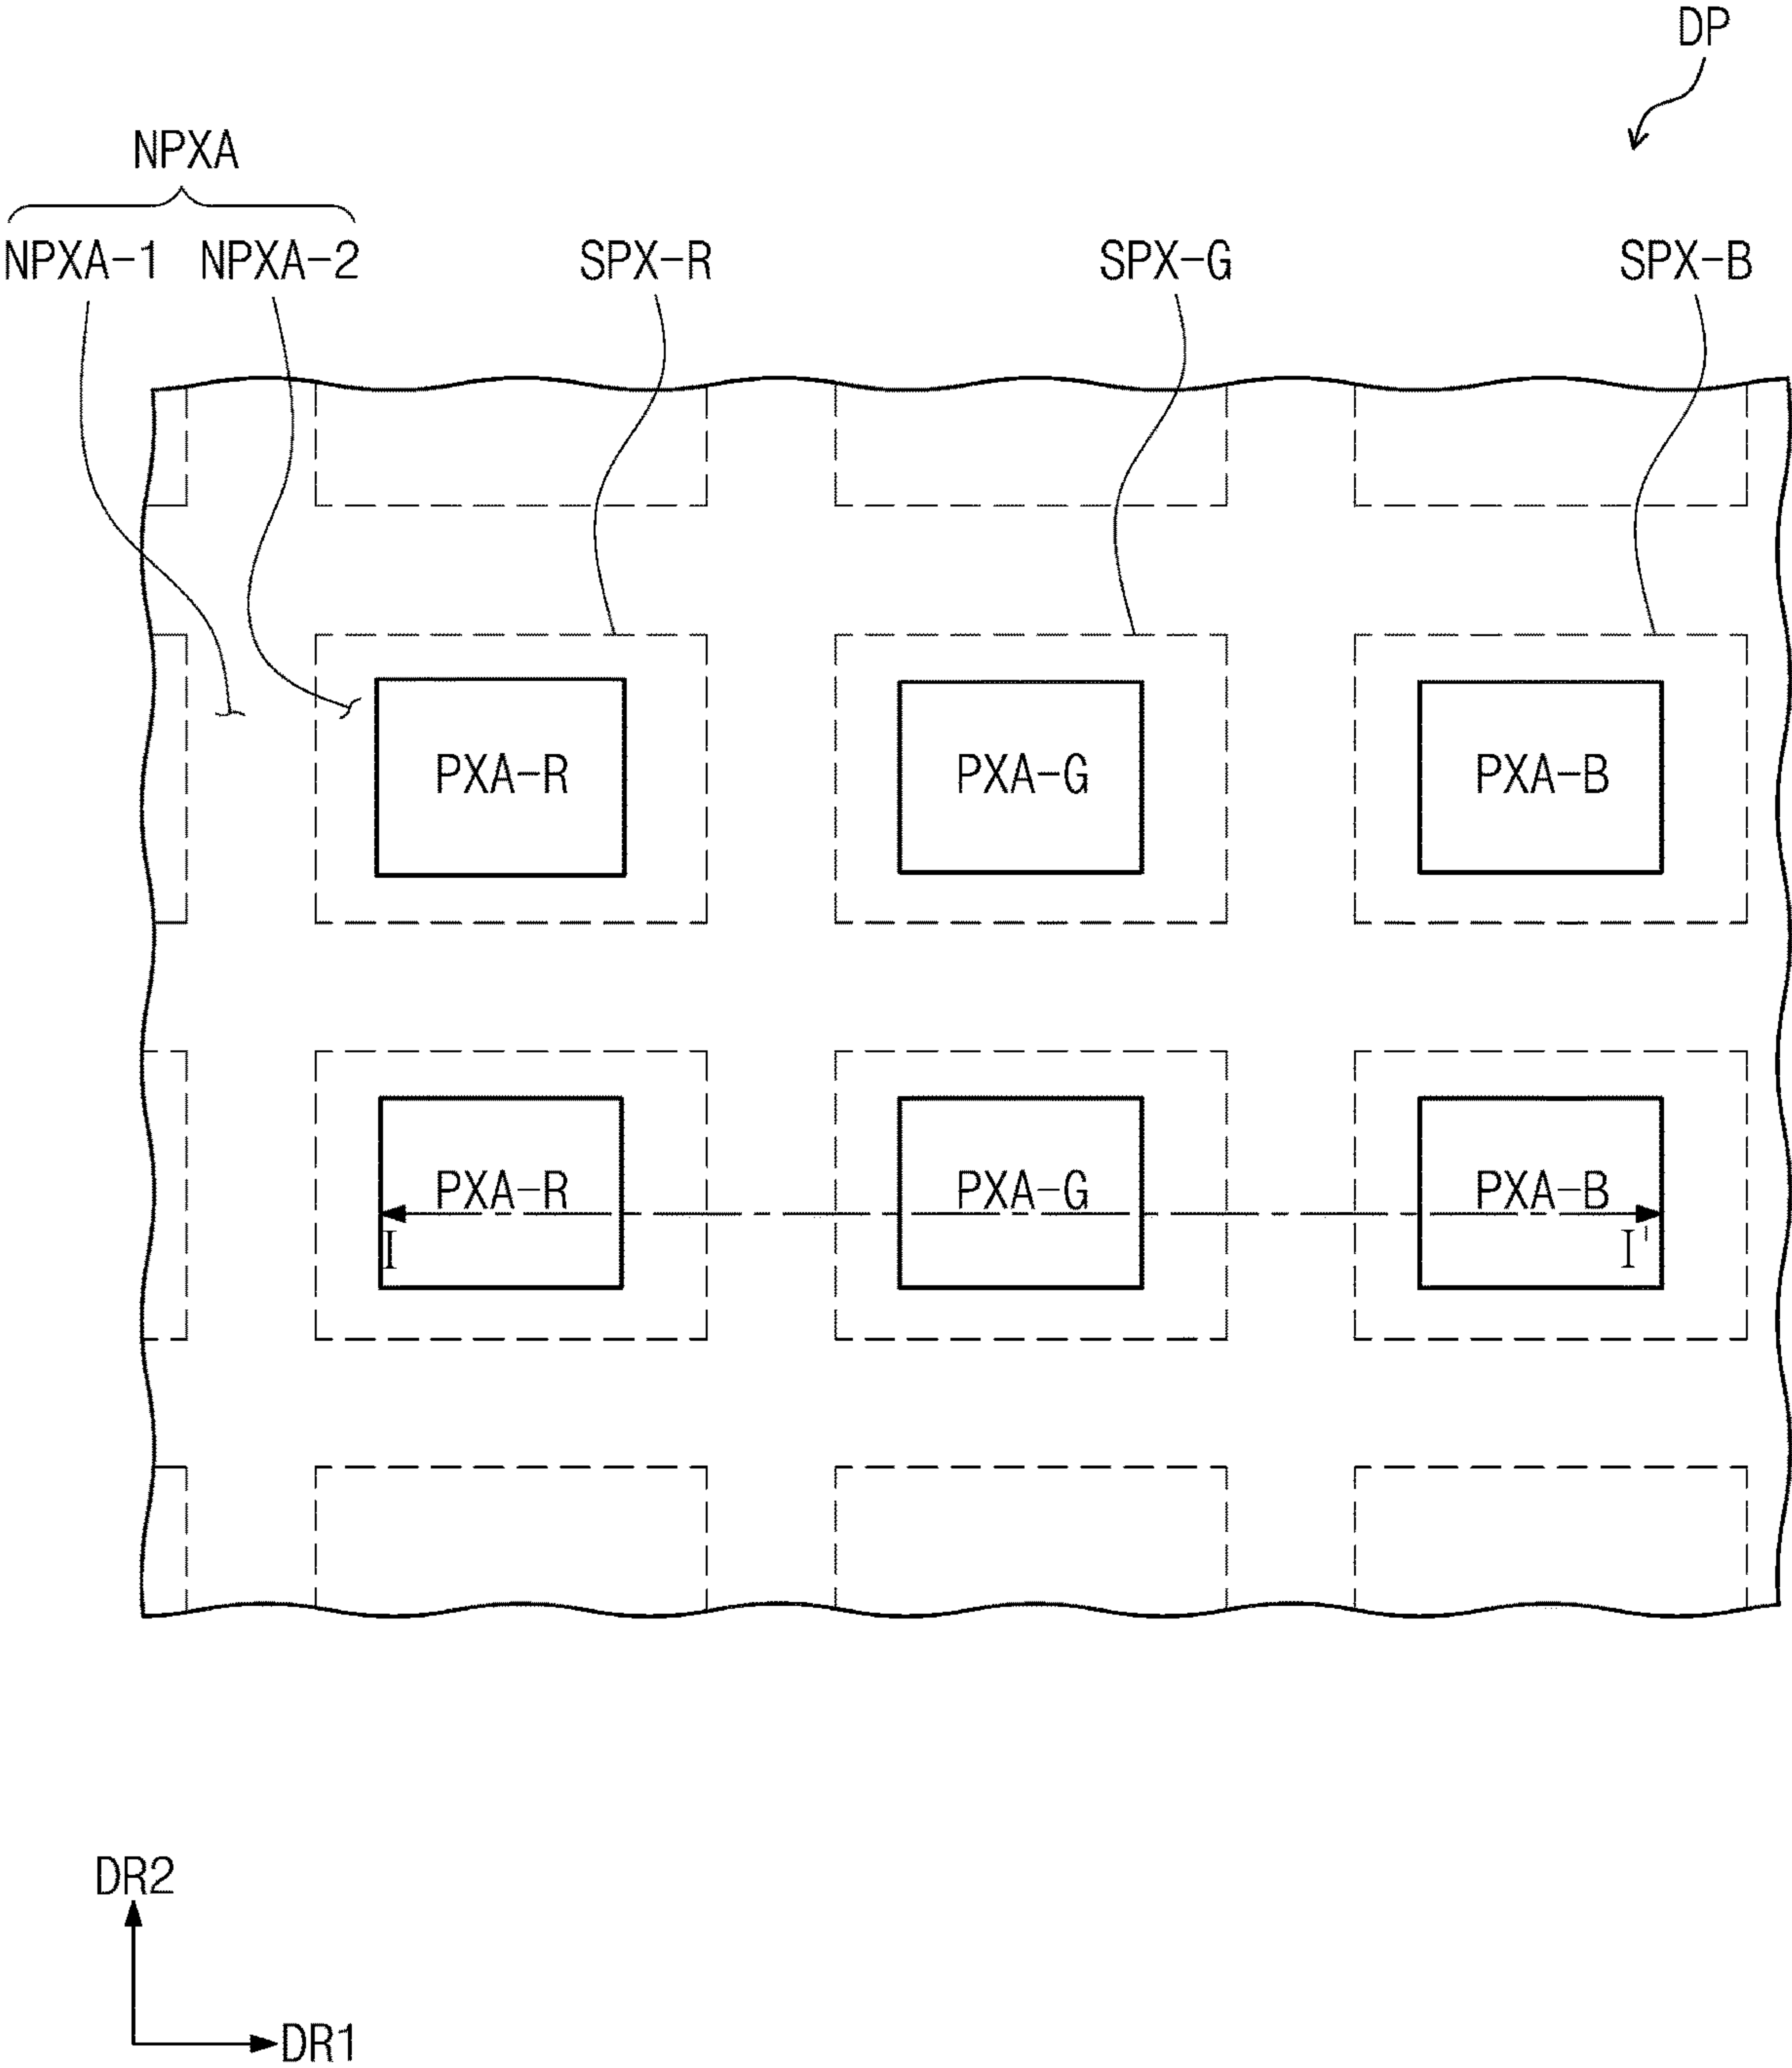 DP
NPXA
NPXA-1 NPXA-2 SPX-R SPX-G SPX-B
PXA-R PXA-G PXA-B
PXA-R PXA-G PXA-B
I I'
DR2
DR1